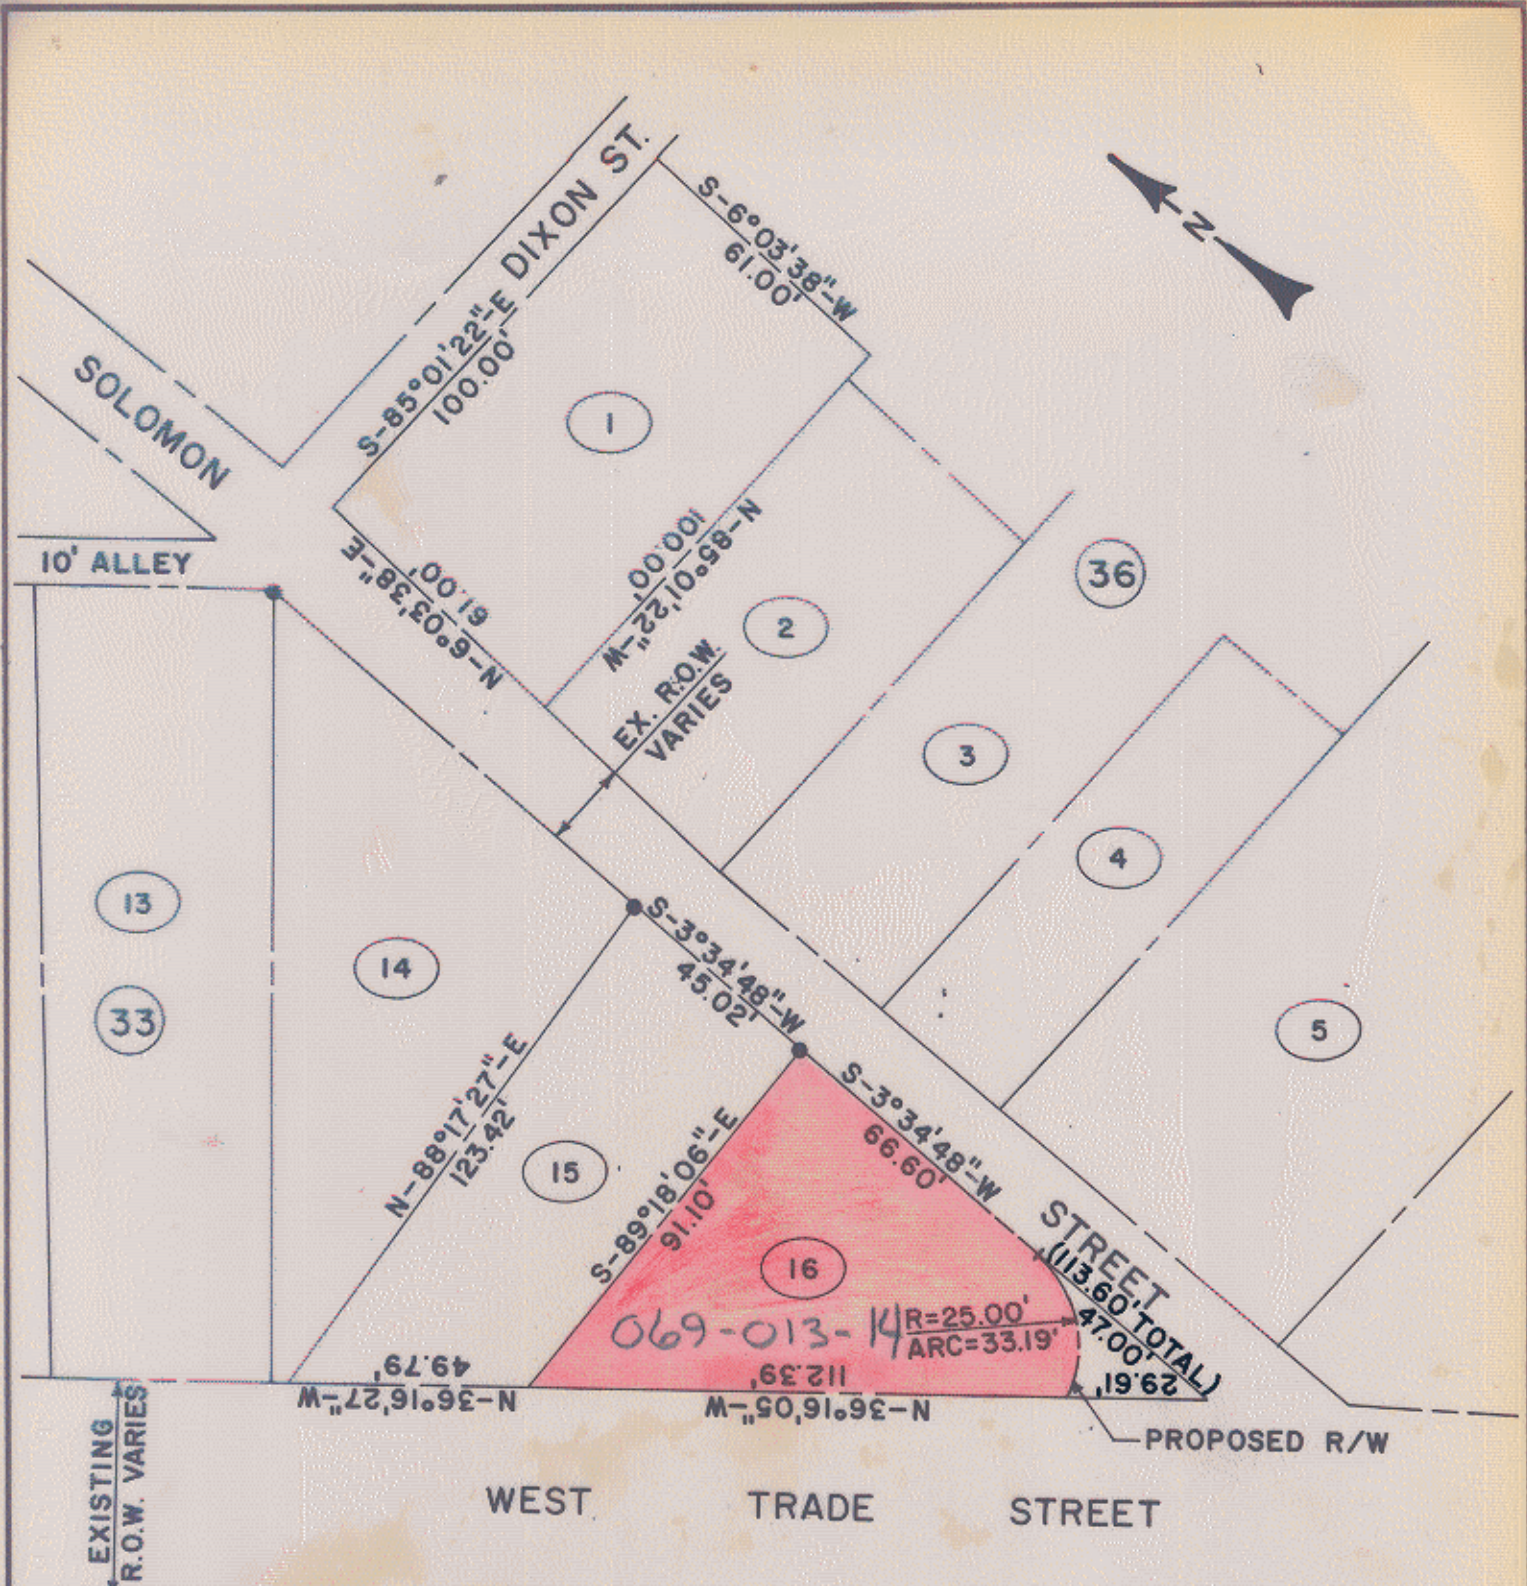 DIXON ST.
S-6°03'38"-W
61.00'
N
S-85°01'22"-E
100.00'
SOLOMON
1
10' ALLEY
N-6°03'38"-E
61.00'
N-85°01'22"-W
100.00'
36
2
EX. R.O.W.
VARIES
3
4
13
14
33
S-3°34'48"-W
45.02'
5
N-88°17'27"-E
123.42'
15
S-89°18'06"-E
91.10'
S-3°34'48"-W
66.60'
16
STREET
(113.60' TOTAL)
47.00'
069-013-14
R=25.00'
ARC=33.19'
29.61'
N-36°16'27"-W
49.79'
N-36°16'05"-W
112.39'
PROPOSED R/W
EXISTING
R.O.W. VARIES
WEST TRADE STREET